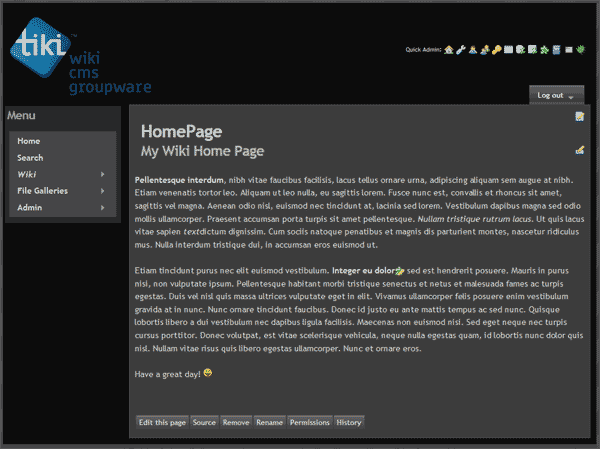 tiki™
wiki
cms
groupware
Quick Admin:
Log out
Menu
Home
Search
Wiki
File Galleries
Admin
HomePage
My Wiki Home Page
Pellentesque interdum, nibh vitae faucibus facilisis, lacus tellus ornare urna, adipiscing aliquam sem augue at nibh.
Etiam venenatis tortor leo. Aliquam ut leo nulla, eu sagittis lorem. Fusce nunc est, convallis et rhoncus sit amet,
sagittis vel magna. Aenean odio nisi, euismod nec tincidunt at, lacinia sed lorem. Vestibulum dapibus magna sed odio
mollis ullamcorper. Praesent accumsan porta turpis sit amet pellentesque. Nullam tristique rutrum lacus. Ut quis lacus
vitae sapien textdictum dignissim. Cum sociis natoque penatibus et magnis dis parturient montes, nascetur ridiculus
mus. Nulla interdum tristique dui, in accumsan eros euismod ut.
Etiam tincidunt purus nec elit euismod vestibulum. Integer eu dolor sed est hendrerit posuere. Mauris in purus
nisi, non vulputate ipsum. Pellentesque habitant morbi tristique senectus et netus et malesuada fames ac turpis
egestas. Duis vel nisl quis massa ultrices vulputate eget in elit. Vivamus ullamcorper felis posuere enim vestibulum
gravida at in nunc. Nunc ornare tincidunt faucibus. Donec id justo eu ante mattis tempus ac sed nunc. Quisque
lobortis libero a dui vestibulum nec dapibus ligula facilisis. Maecenas non euismod nisi. Sed eget neque nec turpis
cursus porttitor. Donec volutpat, est vitae scelerisque vehicula, neque nulla egestas quam, id lobortis nunc dolor quis
nisl. Nullam vitae risus quis libero egestas ullamcorper. Nunc et ornare eros.
Have a great day!
Edit this page Source Remove Rename Permissions History